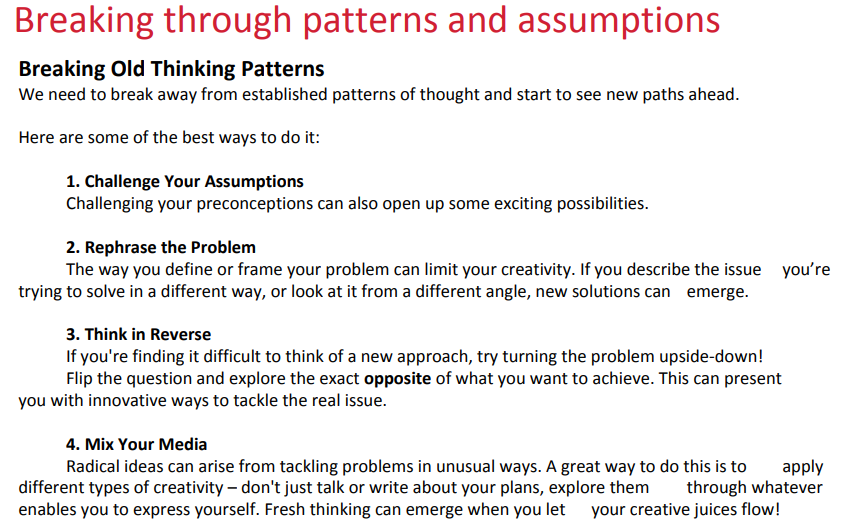 Breaking through patterns and assumptions
Breaking Old Thinking Patterns
We need to break away from established patterns of thought and start to see new paths ahead.
Here are some of the best ways to do it:
1. Challenge Your Assumptions
Challenging your preconceptions can also open up some exciting possibilities.
2. Rephrase the Problem
The way you define or frame your problem can limit your creativity. If you describe the issue you’re
trying to solve in a different way, or look at it from a different angle, new solutions can emerge.
3. Think in Reverse
If you're finding it difficult to think of a new approach, try turning the problem upside-down!
Flip the question and explore the exact opposite of what you want to achieve. This can present
you with innovative ways to tackle the real issue.
4. Mix Your Media
Radical ideas can arise from tackling problems in unusual ways. A great way to do this is to apply
different types of creativity – don't just talk or write about your plans, explore them through whatever
enables you to express yourself. Fresh thinking can emerge when you let your creative juices flow!